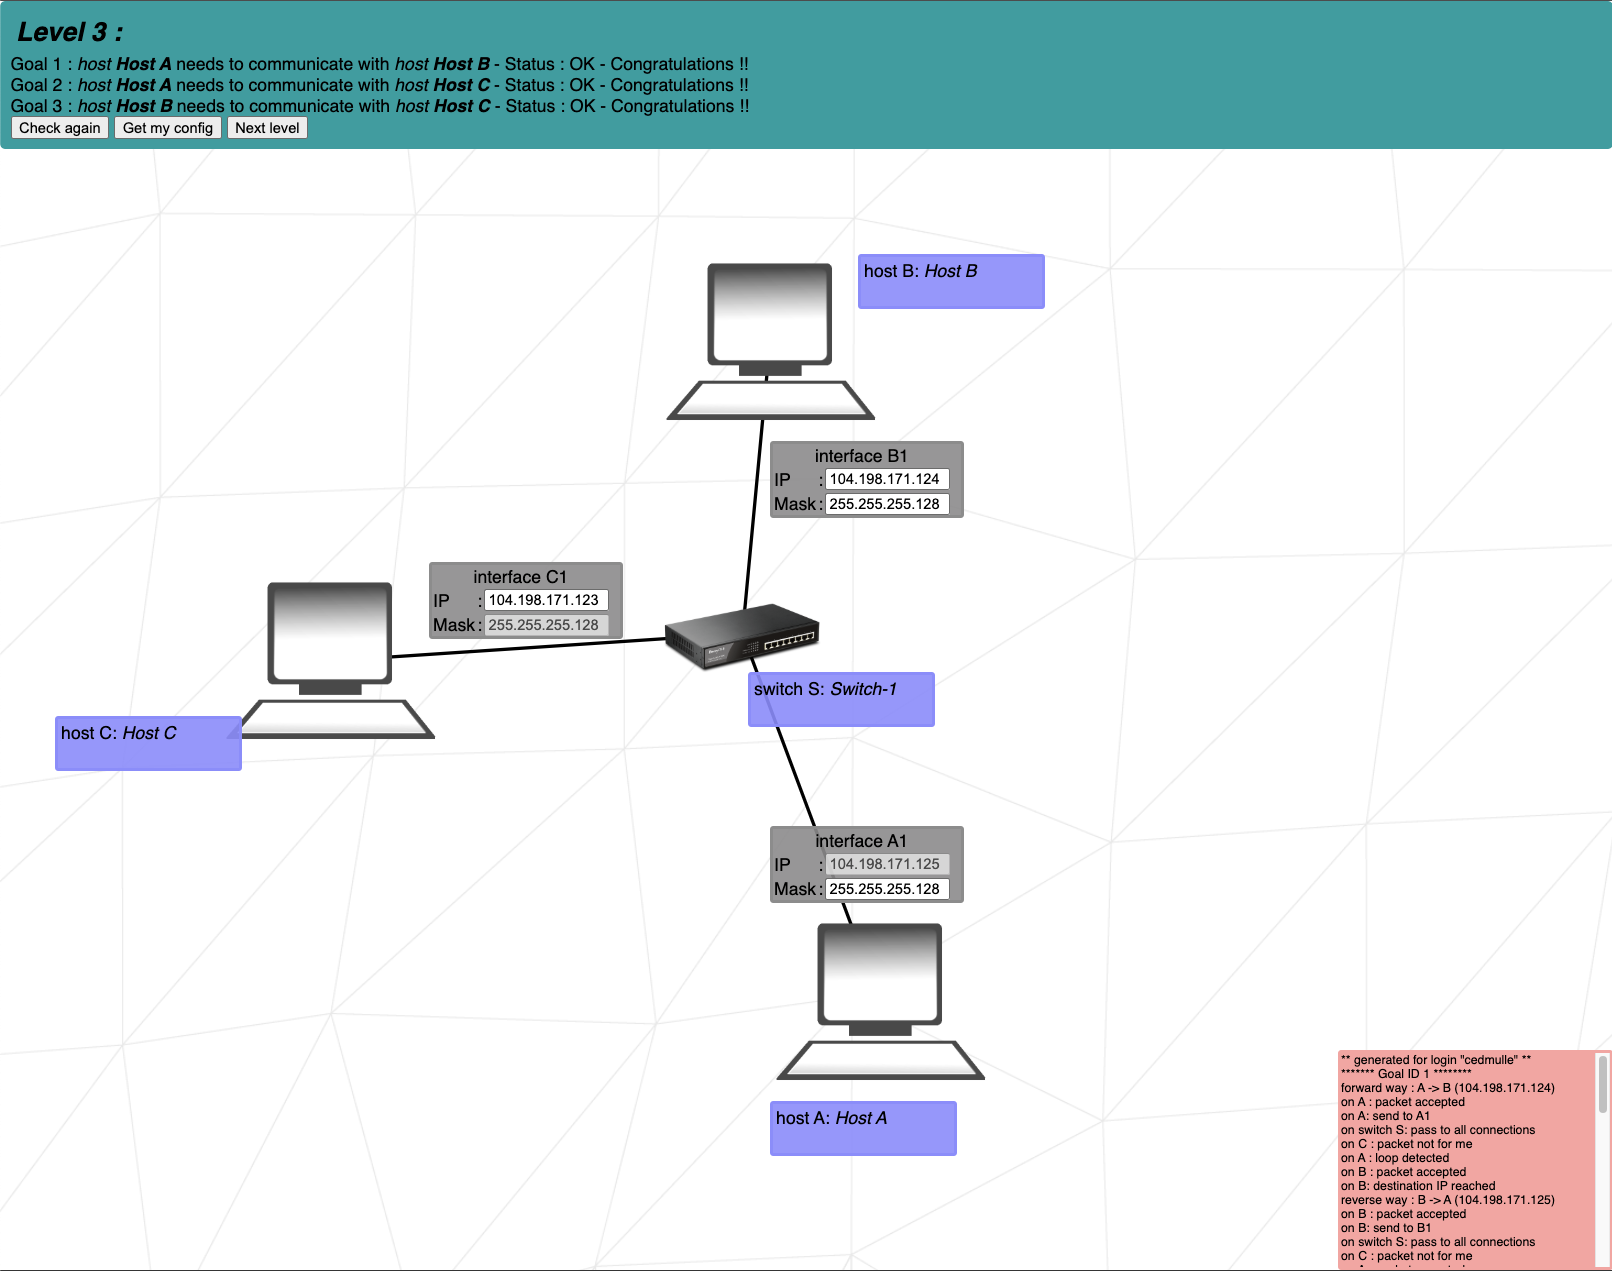 Level 3 :
Goal 1 : host Host A needs to communicate with host Host B - Status : OK - Congratulations !!
Goal 2 : host Host A needs to communicate with host Host C - Status : OK - Congratulations !!
Goal 3 : host Host B needs to communicate with host Host C - Status : OK - Congratulations !!
Check again Get my config Next level
host B: Host B
interface B1
IP : 104.198.171.124
Mask : 255.255.255.128
interface C1
IP : 104.198.171.123
Mask : 255.255.255.128
switch S: Switch-1
host C: Host C
interface A1
IP : 104.198.171.125
Mask : 255.255.255.128
host A: Host A
** generated for login "cedmulle" **
******* Goal ID 1 ********
forward way : A -> B (104.198.171.124)
on A : packet accepted
on A: send to A1
on switch S: pass to all connections
on C : packet not for me
on A : loop detected
on B : packet accepted
on B: destination IP reached
reverse way : B -> A (104.198.171.125)
on B : packet accepted
on B: send to B1
on switch S: pass to all connections
on C : packet not for me